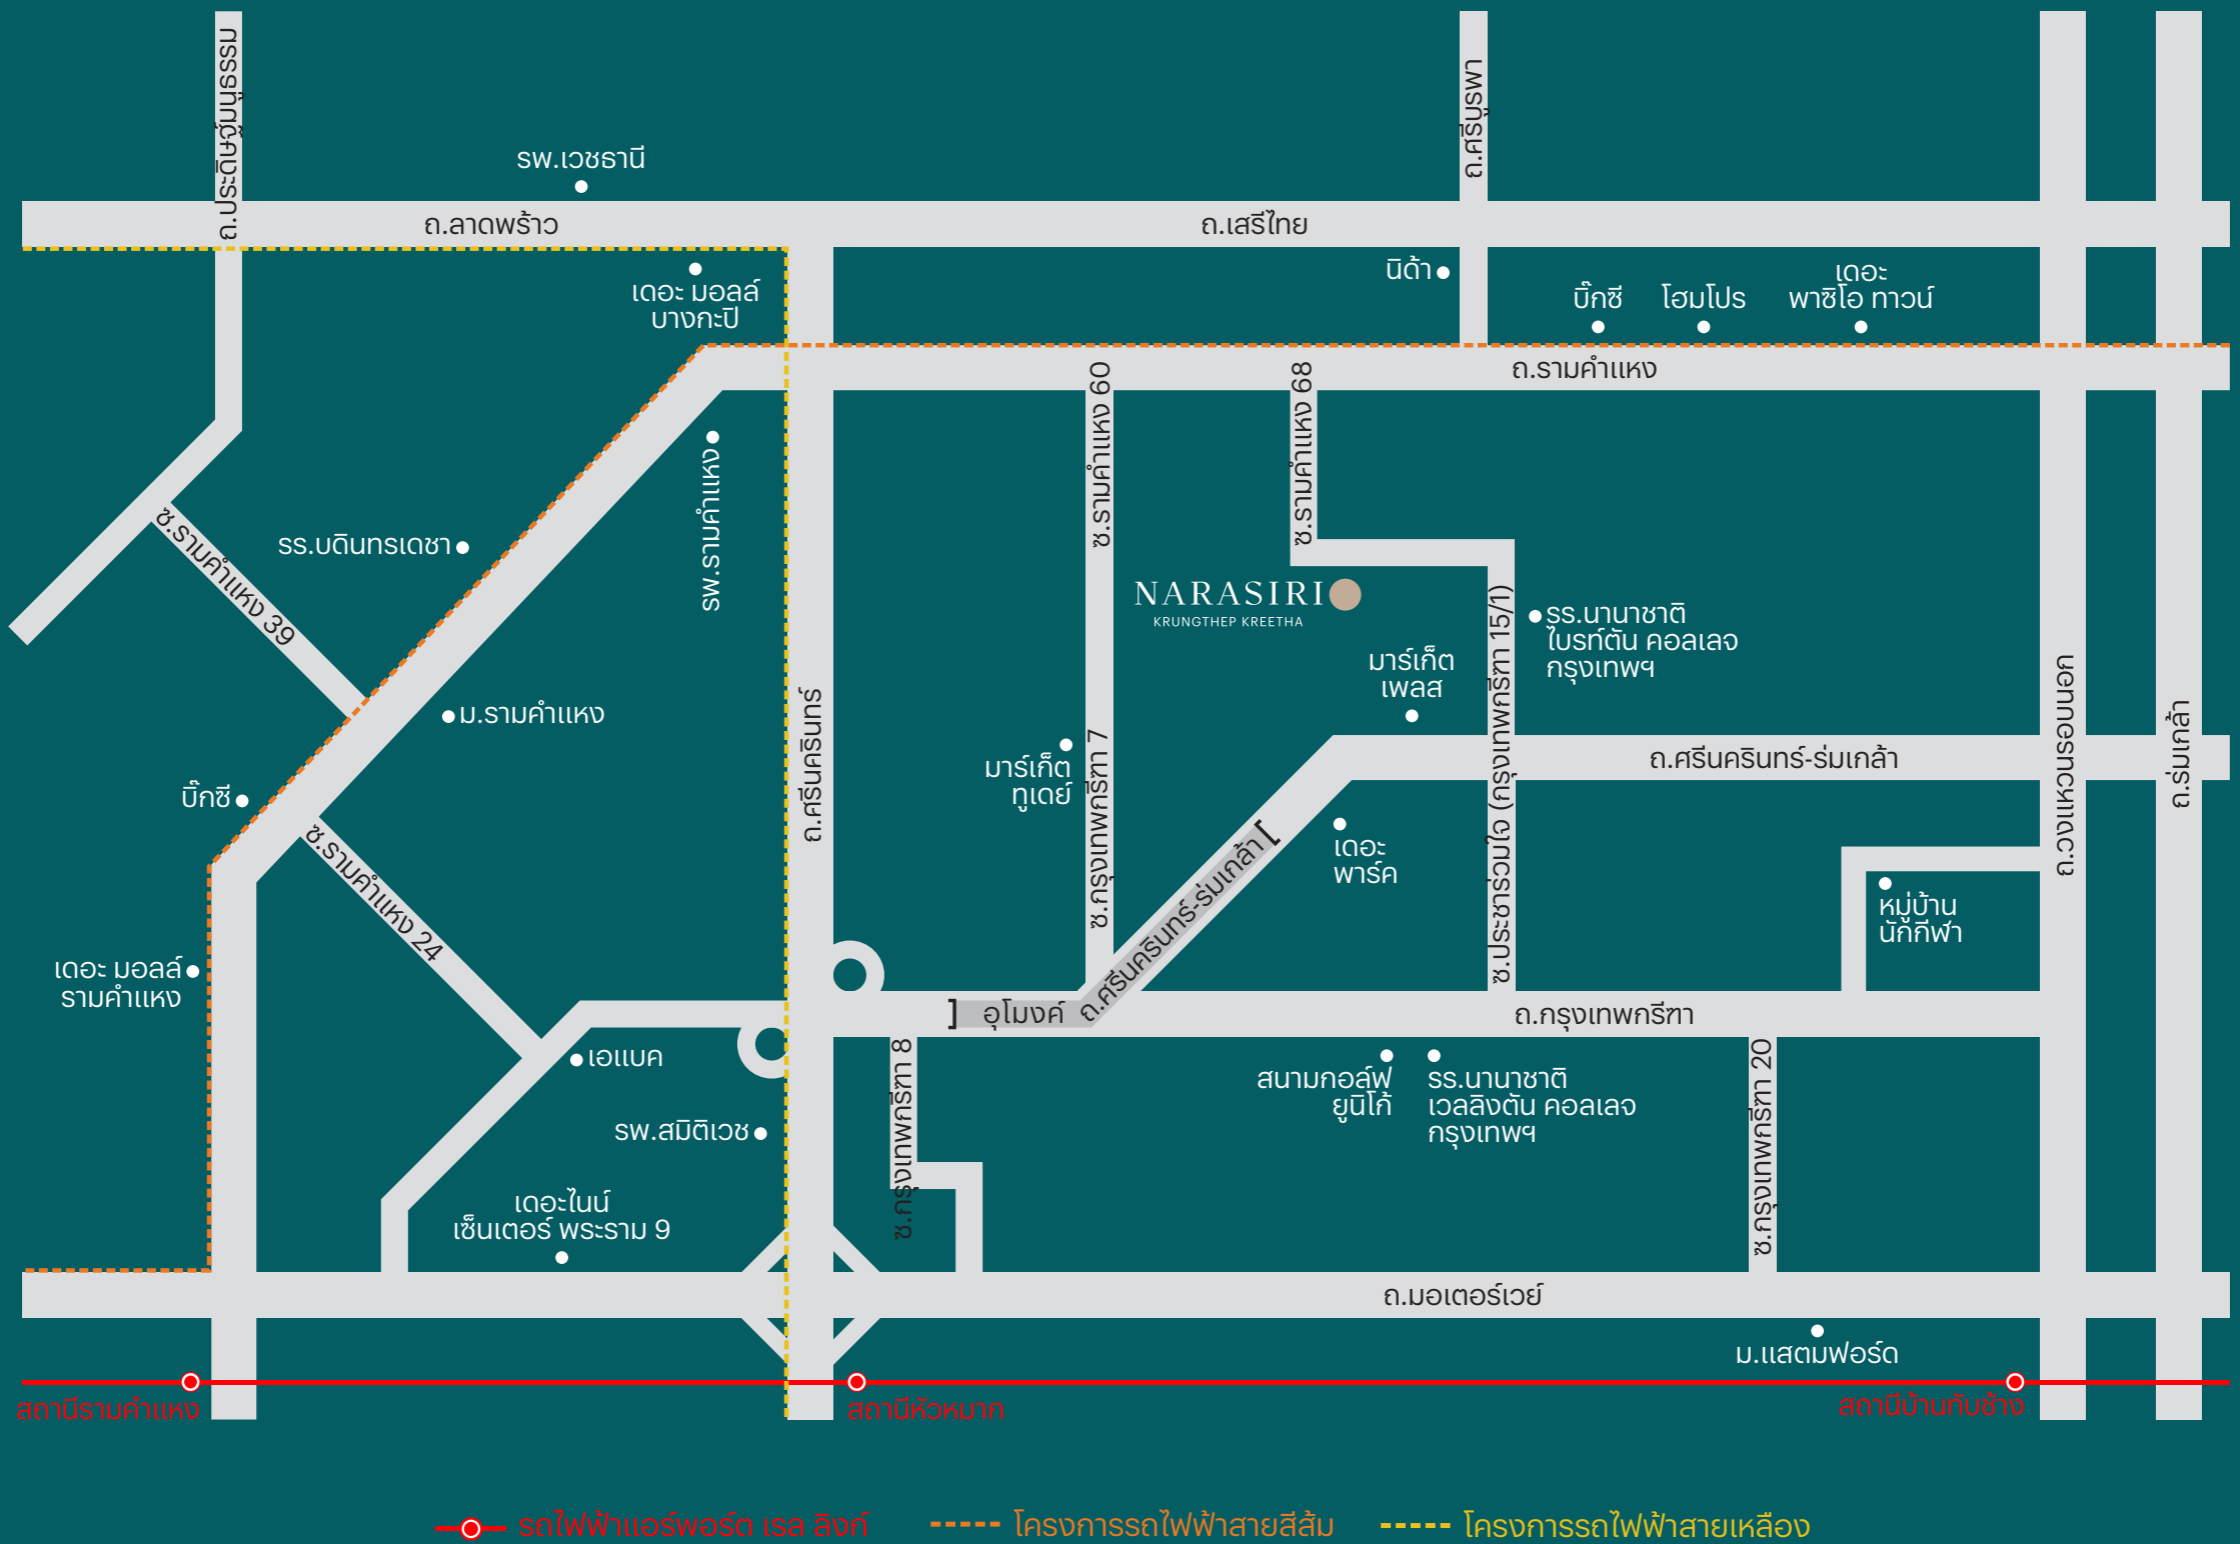 ถ.ประดิษฐ์มนูธรรม
ถ.ศรีบูรพา
รพ.เวชธานี
ถ.ลาดพร้าว
ถ.เสรีไทย
เดอะ มอลล์
บางกะปิ
นิด้า
บิ๊กซี
โฮมโปร
เดอะ
พาซิโอ ทาวน์
ถ.รามคำแหง
ซ.รามคำแหง 60
ซ.รามคำแหง 68
รพ.รามคำแหง
ซ.รามคำแหง 39
รร.บดินทรเดชา
NARASIRI
KRUNGTHEP KREETHA
รร.นานาชาติ
ไบรท์ตัน คอลเลจ
กรุงเทพฯ
มาร์เก็ต
เพลส
ซ.ประชาร่วมใจ (กรุงเทพกรีฑา 15/1)
ม.รามคำแหง
ถ.ศรีนครินทร์
มาร์เก็ต
ทูเดย์
ซ.กรุงเทพกรีฑา 7
ถ.ศรีนครินทร์-ร่มเกล้า
ถ.วงแหวนตะวันออก
ถ.ร่มเกล้า
บิ๊กซี
ซ.รามคำแหง 24
เดอะ
พาร์ค
ถ.ศรีนครินทร์-ร่มเกล้า
หมู่บ้าน
นักกีฬา
เดอะ มอลล์
รามคำแหง
อุโมงค์
ถ.กรุงเทพกรีฑา
เอแบค
ซ.กรุงเทพกรีฑา 8
สนามกอล์ฟ
ยูนิโก้
รร.นานาชาติ
เวลลิงตัน คอลเลจ
กรุงเทพฯ
ซ.กรุงเทพกรีฑา 20
รพ.สมิติเวช
เดอะไนน์
เซ็นเตอร์ พระราม 9
ถ.มอเตอร์เวย์
ม.แสตมฟอร์ด
สถานีรามคำแหง
สถานีหัวหมาก
สถานีบ้านทับช้าง
รถไฟฟ้าแอร์พอร์ต เรล ลิงก์
โครงการรถไฟฟ้าสายสีส้ม
โครงการรถไฟฟ้าสายเหลือง